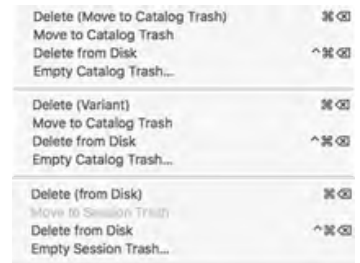 Delete (Move to Catalog Trash) ⌘⌫
Move to Catalog Trash
Delete from Disk ^⌘⌫
Empty Catalog Trash...
Delete (Variant) ⌘⌫
Move to Catalog Trash
Delete from Disk ^⌘⌫
Empty Catalog Trash...
Delete (from Disk) ⌘⌫
Move to Session Trash
Delete from Disk ^⌘⌫
Empty Session Trash...